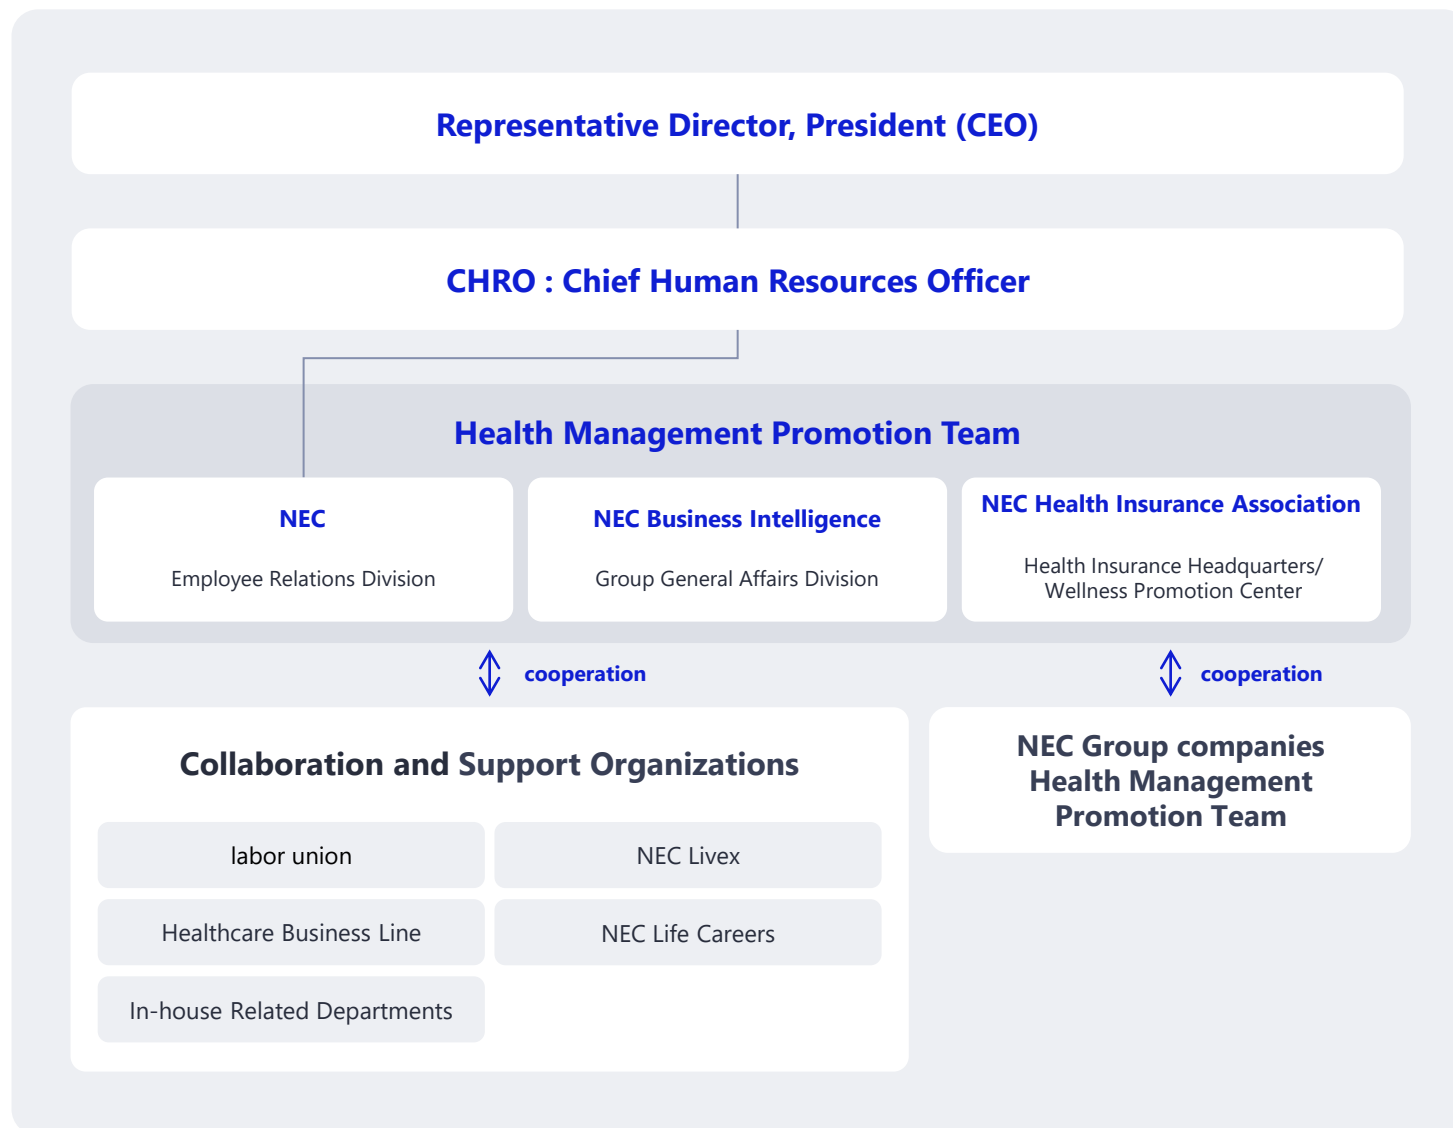 Representative Director, President (CEO)
CHRO : Chief Human Resources Officer
Health Management Promotion Team
NEC
Employee Relations Division
NEC Business Intelligence
Group General Affairs Division
NEC Health Insurance Association
Health Insurance Headquarters/
Wellness Promotion Center
cooperation
cooperation
Collaboration and Support Organizations
labor union
NEC Livex
Healthcare Business Line
NEC Life Careers
In-house Related Departments
NEC Group companies
Health Management
Promotion Team